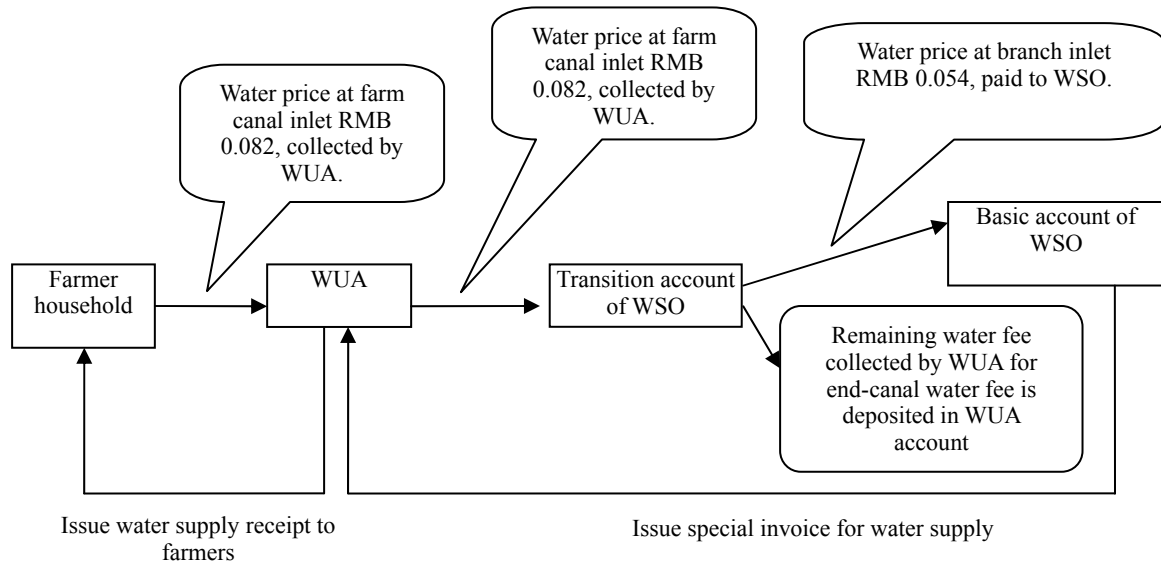 Water price at farm
canal inlet RMB
0.082, collected by
WUA.
Water price at farm
canal inlet RMB
0.082, collected by
WUA.
Water price at branch inlet
RMB 0.054, paid to WSO.
Farmer
household
WUA
Transition account
of WSO
Basic account of
WSO
Remaining water fee
collected by WUA for
end-canal water fee is
deposited in WUA
account
Issue water supply receipt to
farmers
Issue special invoice for water supply